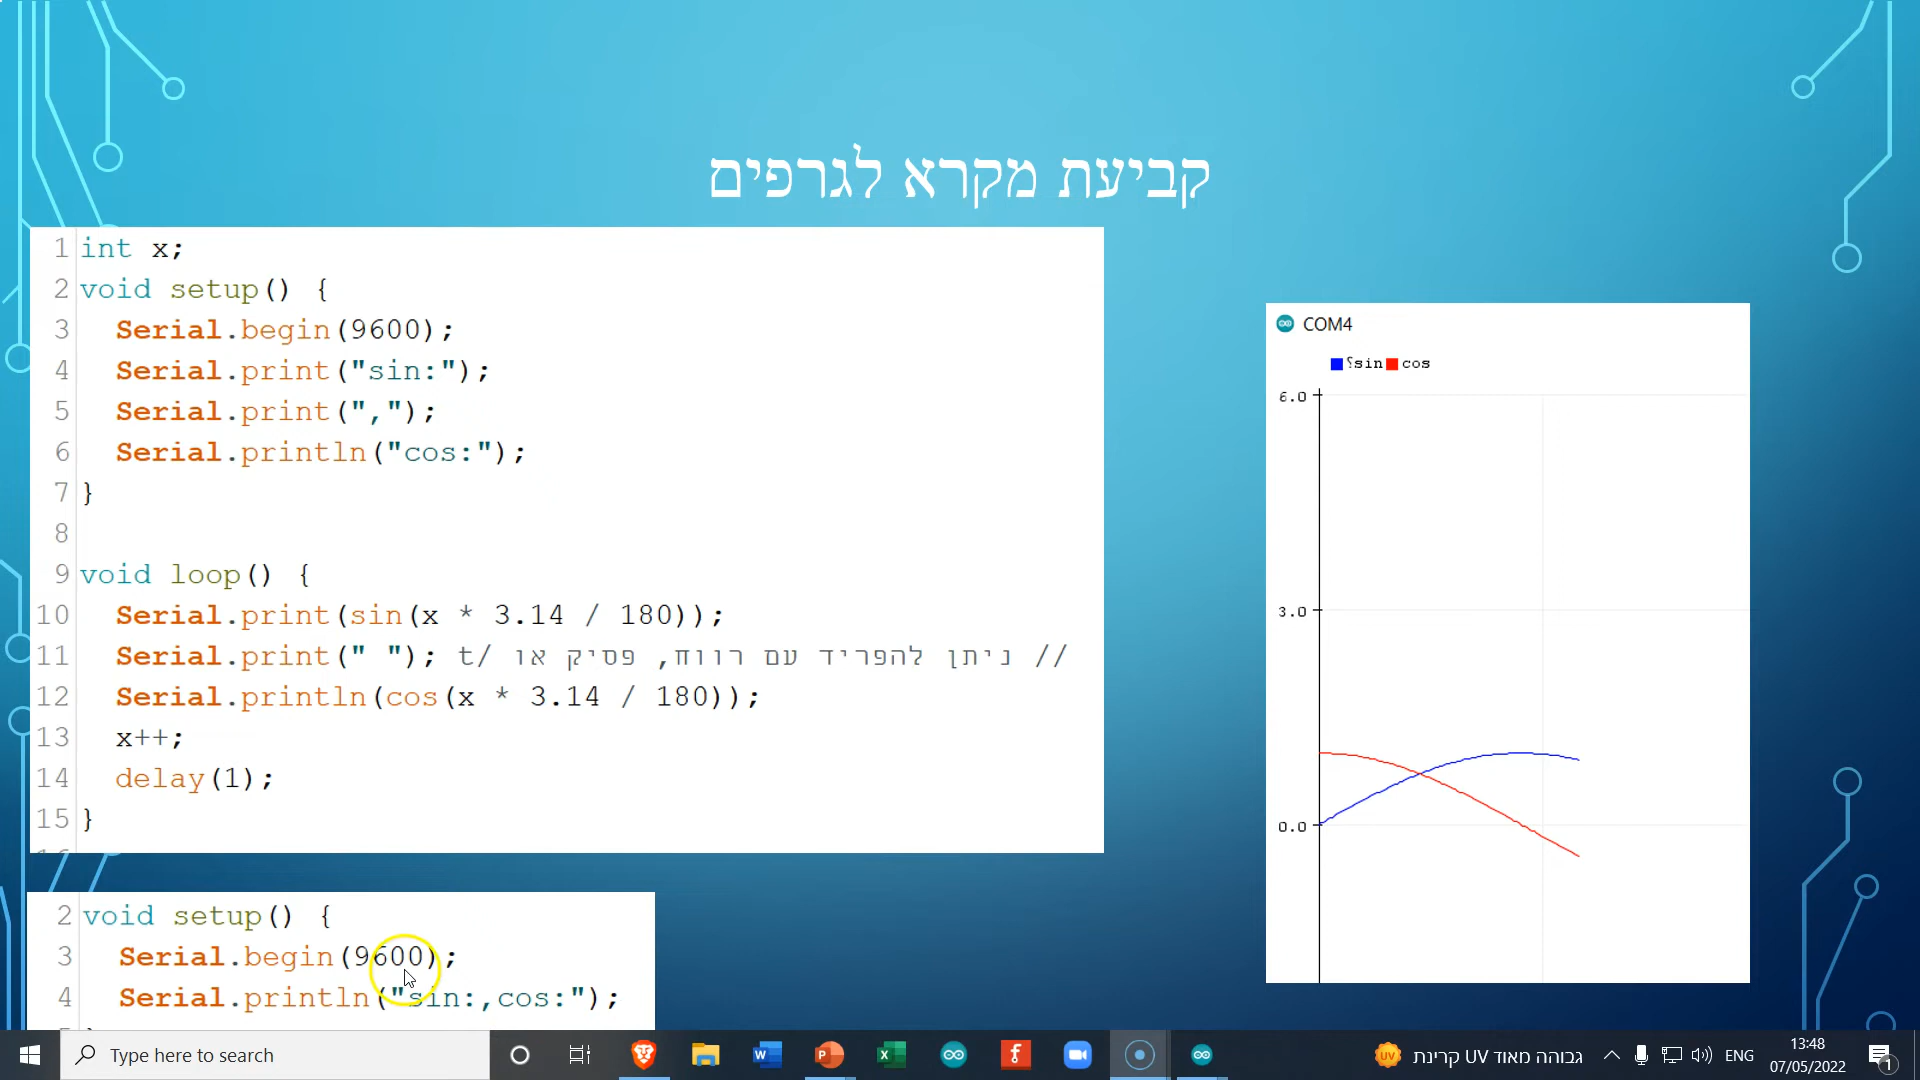 קביעת מקרא לגרפים
1 int x;
2 void setup() {
3 Serial.begin(9600);
4 Serial.print("sin:");
5 Serial.print(",");
6 Serial.println("cos:");
7 }
8
9 void loop() {
10 Serial.print(sin(x * 3.14 / 180));
11 Serial.print(" "); // ניתן להפריד עם רווח, פסיק או /t
12 Serial.println(cos(x * 3.14 / 180));
13 x++;
14 delay(1);
15 }
2 void setup() {
3 Serial.begin(9600);
4 Serial.println("sin:,cos:");
COM4
؟sin cos
6.0
3.0
0.0
Type here to search
UV
גבוהה מאוד UV קרינת
ENG
13:48
07/05/2022
1